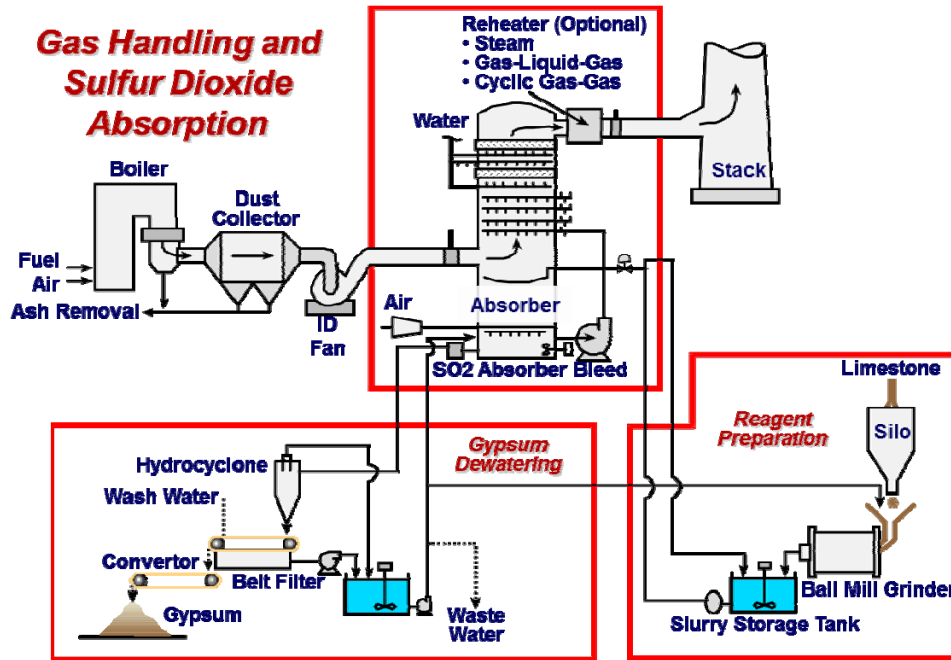 Gas Handling and
Sulfur Dioxide
Absorption
Reheater (Optional)
• Steam
• Gas-Liquid-Gas
• Cyclic Gas-Gas
Water
Stack
Boiler
Dust
Collector
Fuel
Air
Ash Removal
ID
Fan
Air
Absorber
SO2 Absorber Bleed
Limestone
Silo
Reagent
Preparation
Ball Mill Grinder
Slurry Storage Tank
Gypsum
Dewatering
Hydrocyclone
Wash Water
Convertor
Belt Filter
Gypsum
Waste
Water